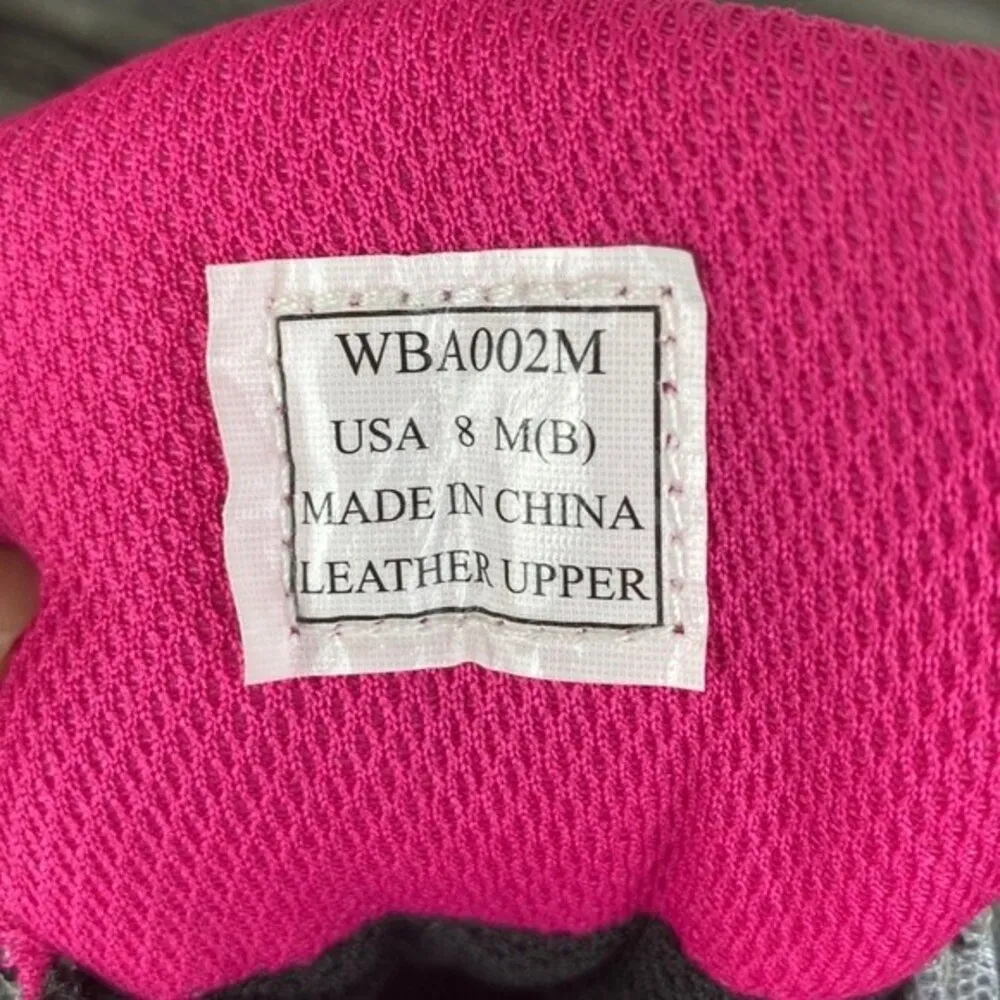 WBA002M
USA 8 M(B)
MADE IN CHINA
LEATHER UPPER